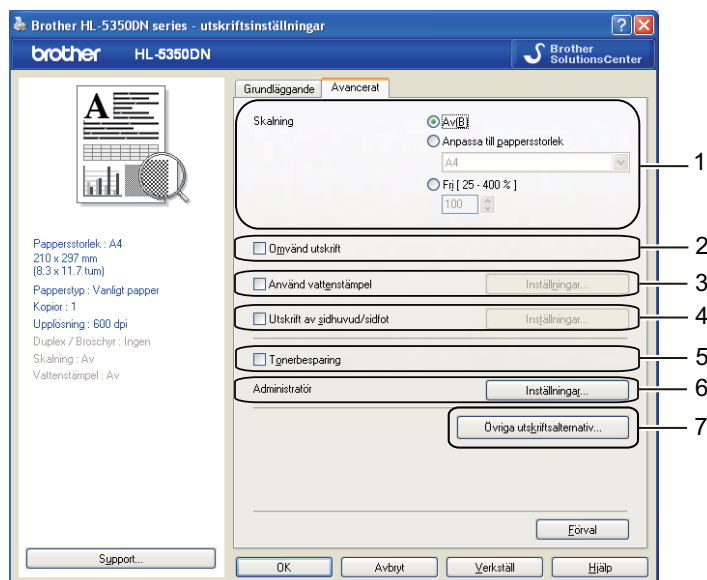 Brother HL-5350DN series - utskriftsinställningar
brother HL-5350DN
Brother
SolutionsCenter
Grundläggande Avancerat
Skalning
Av(B)
Anpassa till pappersstorlek
A4
Fri [ 25 - 400 % ]
100
1
Omvänd utskrift
2
Använd vattenstämpel Inställningar...
3
Utskrift av sidhuvud/sidfot Inställningar...
4
Tonerbesparing
5
Administratör Inställningar...
6
Övriga utskriftsalternativ...
7
A
Pappersstorlek : A4
210 x 297 mm
(8.3 x 11.7 tum)
Papperstyp : Vanligt papper
Kopior : 1
Upplösning : 600 dpi
Duplex / Broschyr : Ingen
Skalning : Av
Vattenstämpel : Av
Förval
Support...
OK Avbryt Verkställ Hjälp